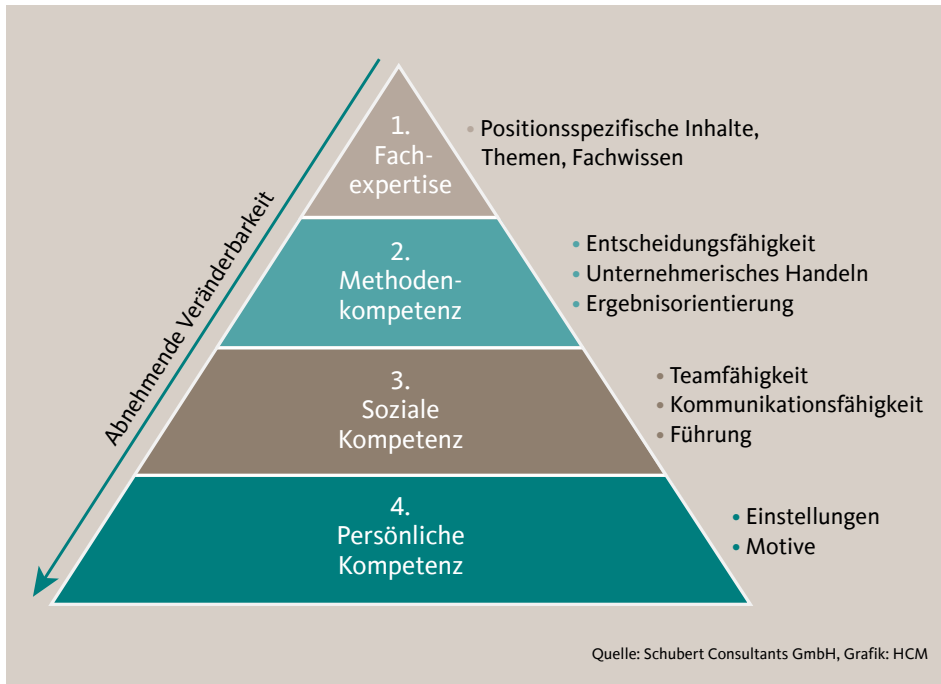 Abnehmende Veränderbarkeit
1.
Fach-
expertise
• Positionsspezifische Inhalte,
Themen, Fachwissen
2.
Methoden-
kompetenz
• Entscheidungsfähigkeit
• Unternehmerisches Handeln
• Ergebnisorientierung
3.
Soziale
Kompetenz
• Teamfähigkeit
• Kommunikationsfähigkeit
• Führung
4.
Persönliche
Kompetenz
• Einstellungen
• Motive
Quelle: Schubert Consultants GmbH, Grafik: HCM